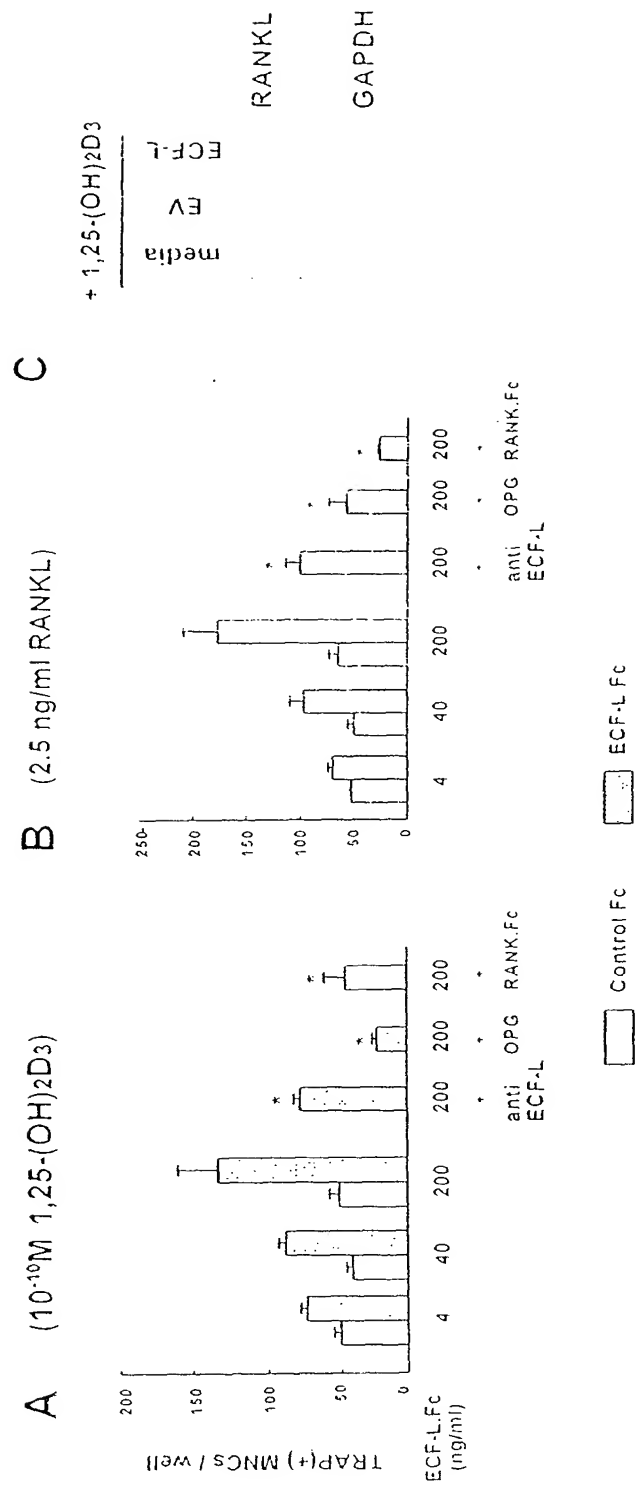 A (10⁻¹⁰M 1,25-(OH)2D3)
TRAP(+) MNCs / well
200
150
100
50
0
ECF-L.Fc (ng/ml)
4 40 200 200 200 200
+ + +
anti ECF-L OPG RANK.Fc
* * *
B (2.5 ng/ml RANKL)
250
200
150
100
50
0
4 40 200 200 200 200
+ + +
anti ECF-L OPG RANK.Fc
* * *
Control Fc
ECF-L Fc
C
+ 1,25-(OH)2D3
media EV ECF-L
RANKL
GAPDH